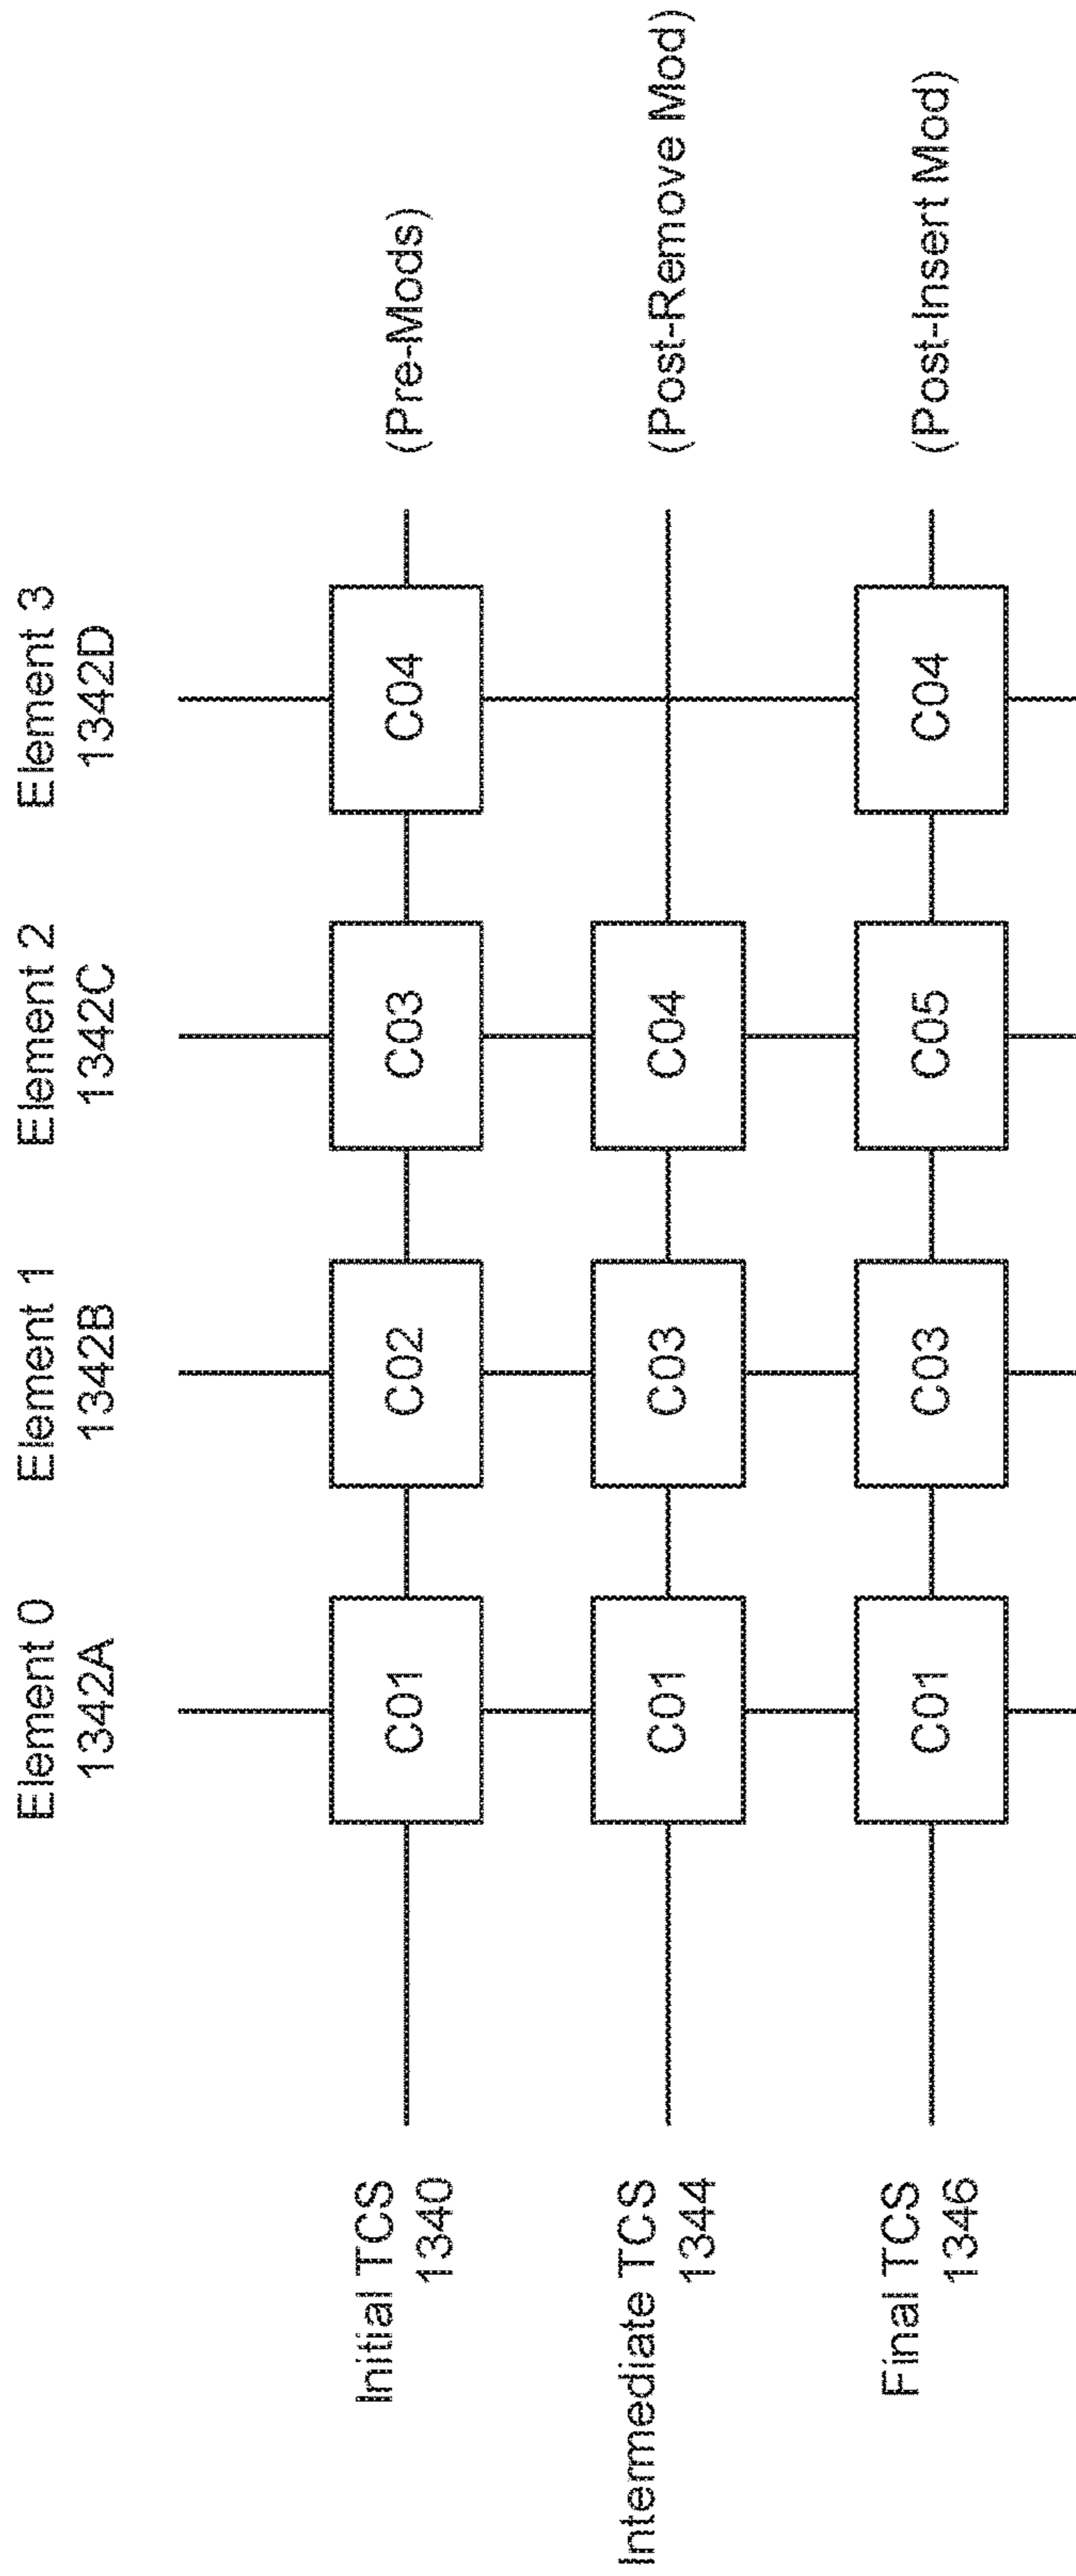 Element 0
1342A
Element 1
1342B
Element 2
1342C
Element 3
1342D
Initial TCS
1340
C01
C02
C03
C04
(Pre-Mods)
Intermediate TCS
1344
C01
C03
C04
(Post-Remove Mod)
Final TCS
1346
C01
C03
C05
C04
(Post-Insert Mod)